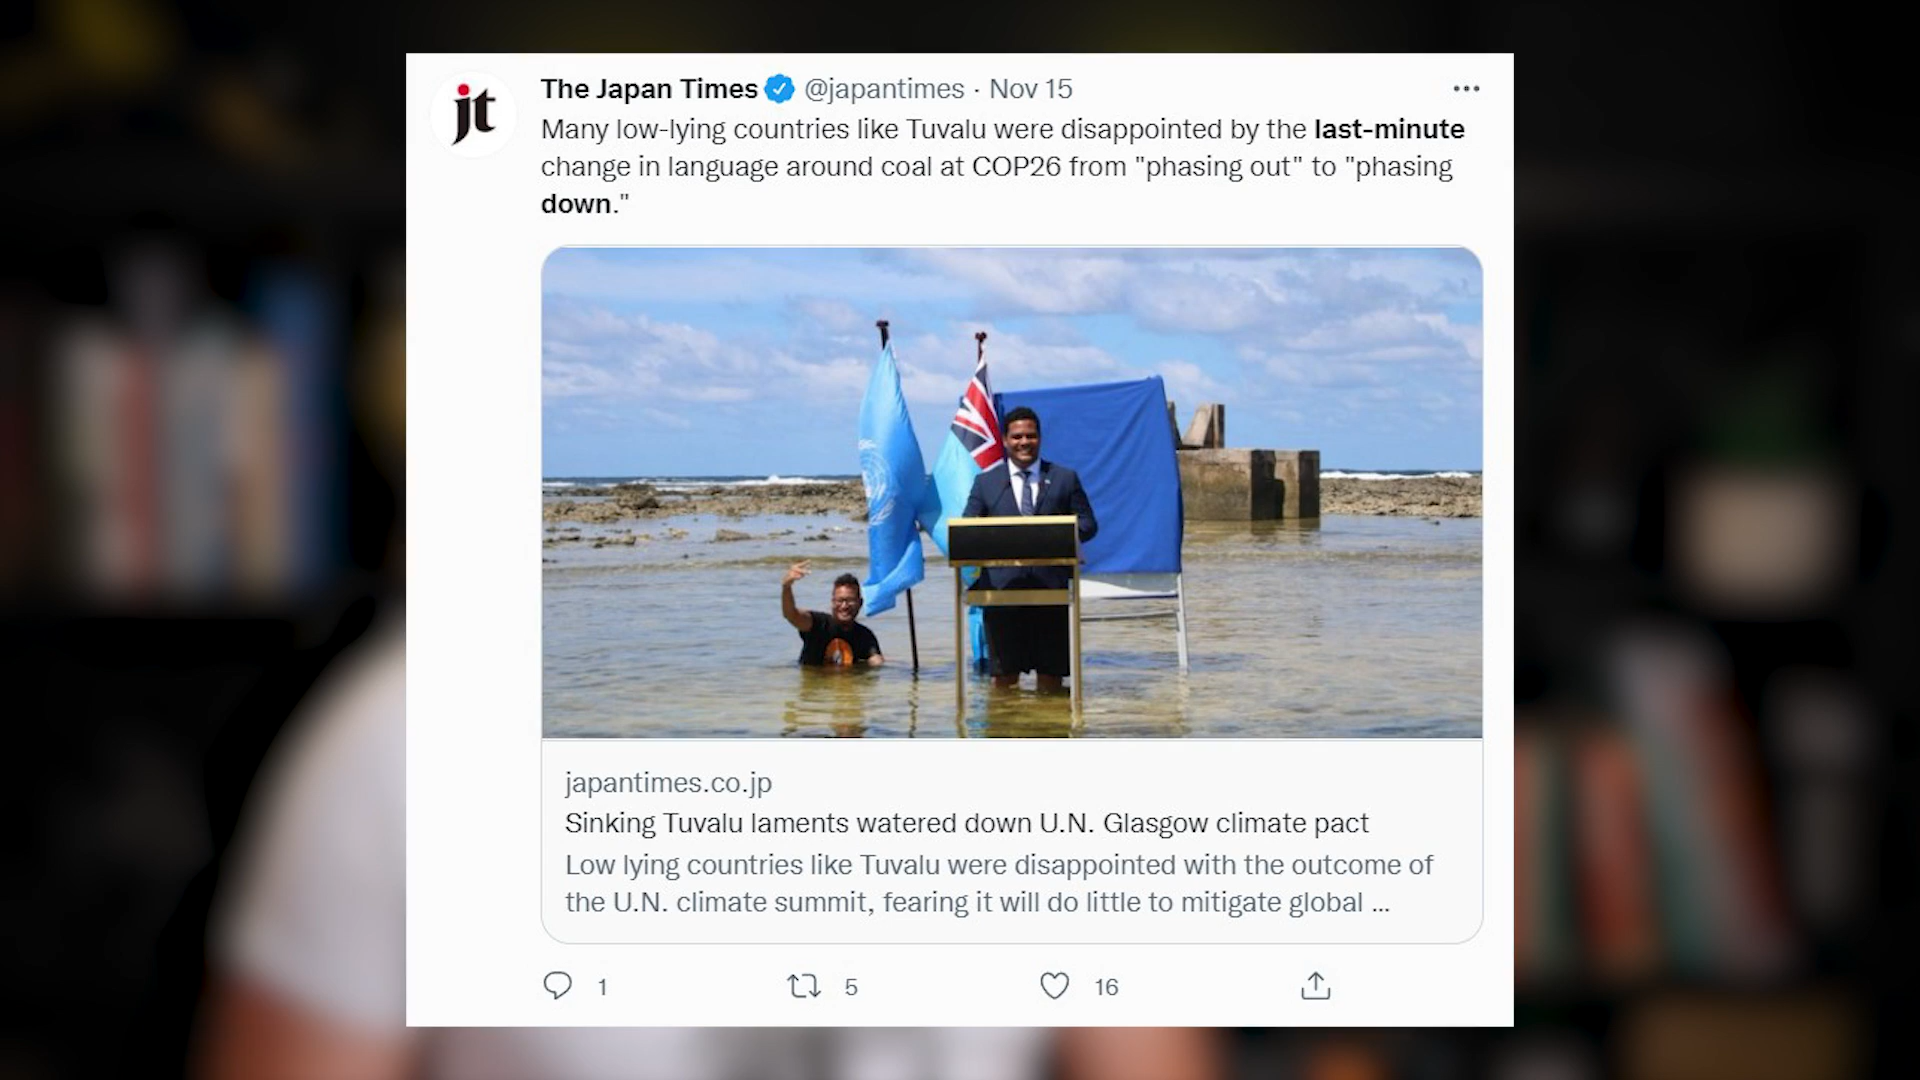 jt
The Japan Times @japantimes · Nov 15
Many low-lying countries like Tuvalu were disappointed by the last-minute
change in language around coal at COP26 from "phasing out" to "phasing
down."
japantimes.co.jp
Sinking Tuvalu laments watered down U.N. Glasgow climate pact
Low lying countries like Tuvalu were disappointed with the outcome of
the U.N. climate summit, fearing it will do little to mitigate global ...
1 5 16